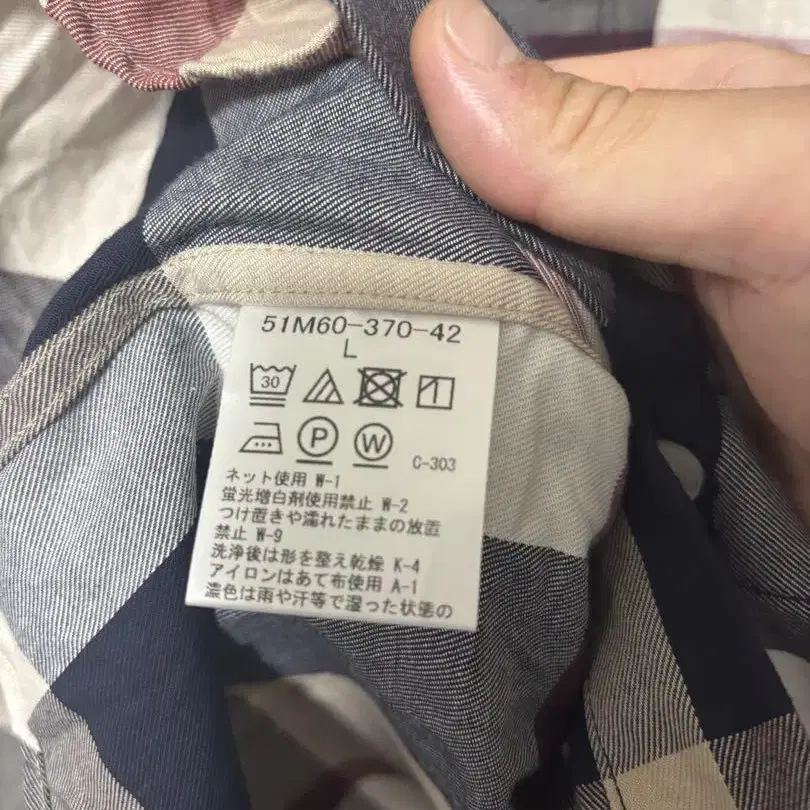 51M60-370-42
L
30
P W C-303
ネット使用 W-1
蛍光増白剤使用禁止 W-2
つけ置きや濡れたままの放置
禁止 W-9
洗浄後は形を整え乾燥 K-4
アイロンはあて布使用 A-1
濃色は雨や汗等で湿った状態の